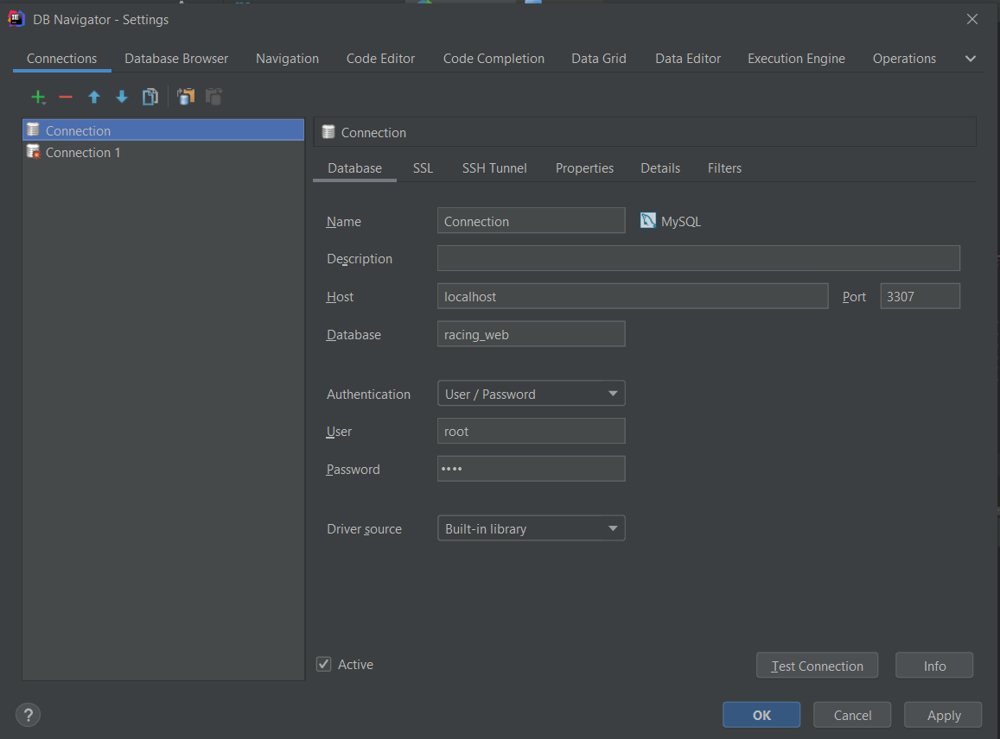 DB Navigator - Settings
Connections Database Browser Navigation Code Editor Code Completion Data Grid Data Editor Execution Engine Operations
Connection
Connection 1
Connection
Database SSL SSH Tunnel Properties Details Filters
Name Connection MySQL
Description
Host localhost Port 3307
Database racing_web
Authentication User / Password
User root
Password ••••
Driver source Built-in library
Active Test Connection Info
? OK Cancel Apply